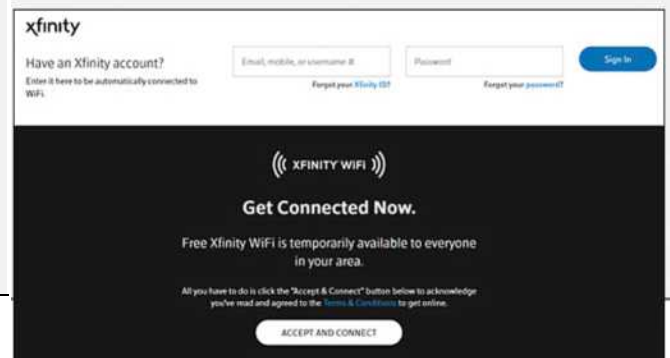 xfinity
Have an Xfinity account?
Enter it here to be automatically connected to
WiFi.
Email, mobile, or username
Password
Sign In
Forgot your Xfinity ID?
Forgot your password?
XFINITY WIFI
Get Connected Now.
Free Xfinity WiFi is temporarily available to everyone
in your area.
All you have to do is click the "Accept & Connect" button below to acknowledge
you've read and agreed to the Terms & Conditions to get online.
ACCEPT AND CONNECT